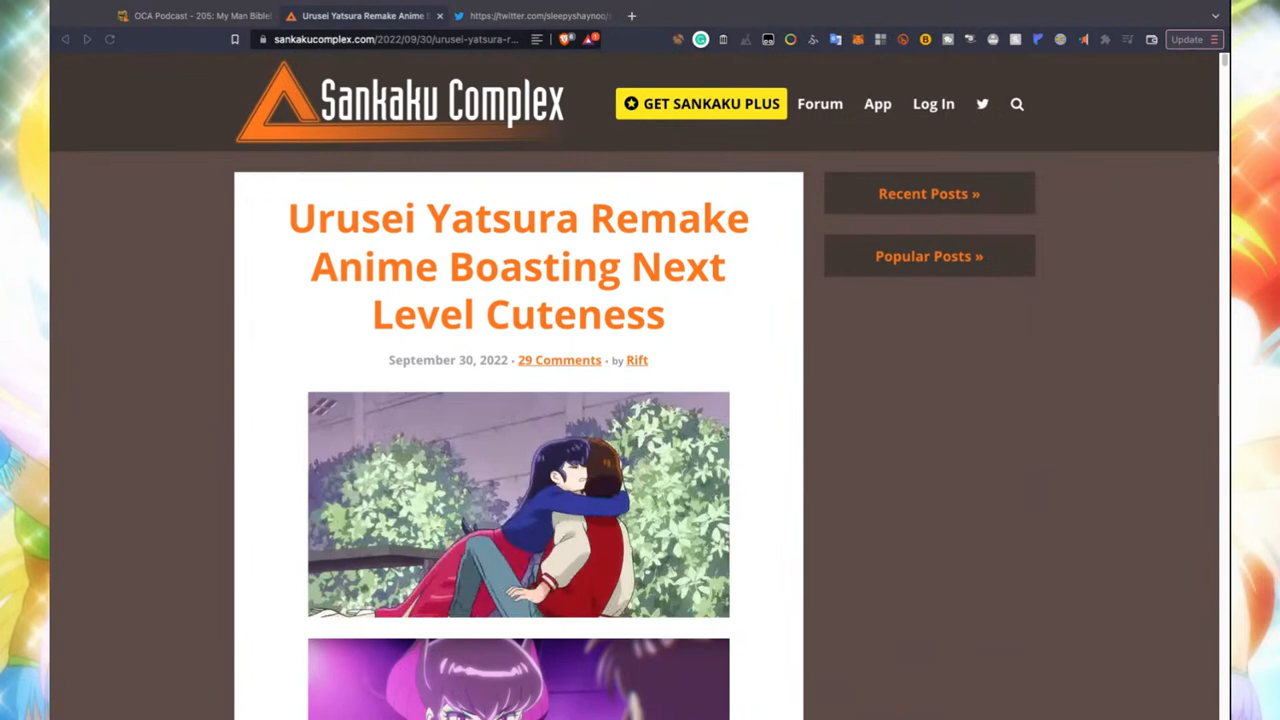 OCA Podcast - 205: My Man Bible!
Urusei Yatsura Remake Anime B
https://twitter.com/sleepyshaynoo/
sankakucomplex.com/2022/09/30/urusei-yatsura-r...
Update
Sankaku Complex
GET SANKAKU PLUS
Forum
App
Log In
Urusei Yatsura Remake
Anime Boasting Next
Level Cuteness
September 30, 2022 · 29 Comments · by Rift
Recent Posts »
Popular Posts »